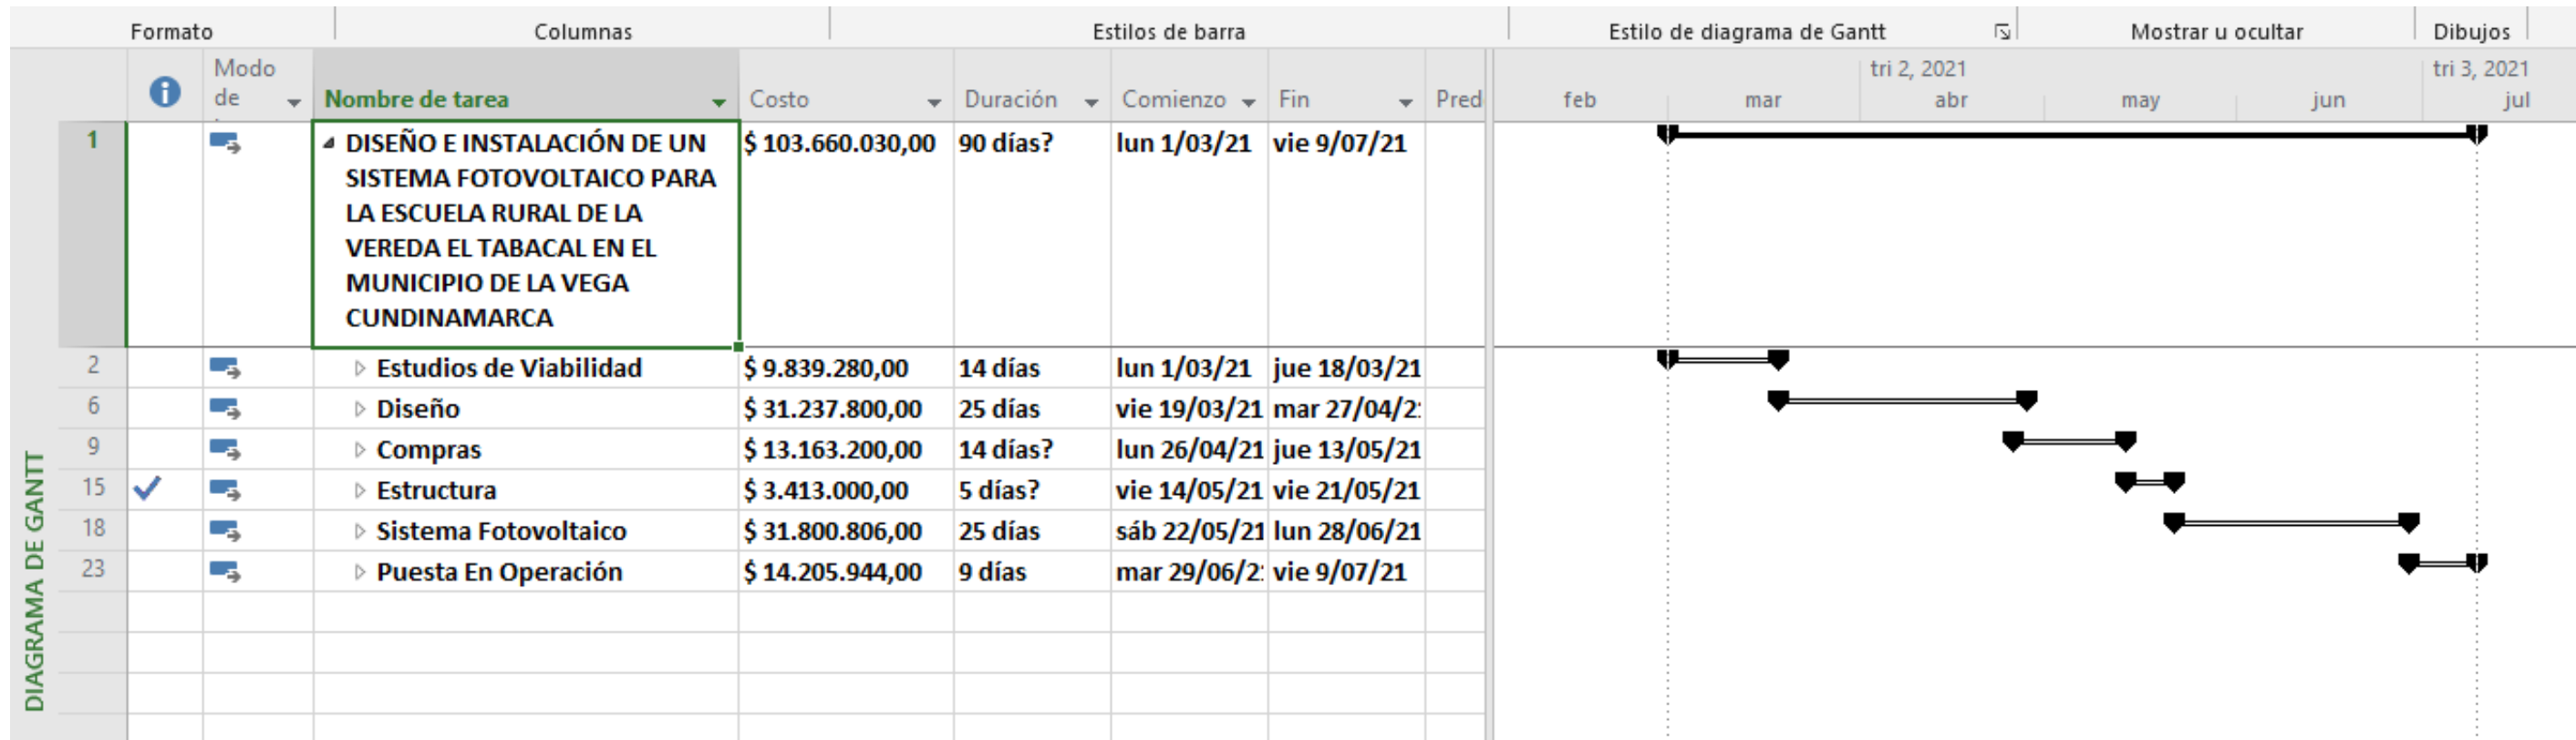 Formato Columnas Estilos de barra Estilo de diagrama de Gantt Mostrar u ocultar Dibujos
Modo de
Nombre de tarea Costo Duración Comienzo Fin Pred
tri 2, 2021 tri 3, 2021
feb mar abr may jun jul
1 DISEÑO E INSTALACIÓN DE UN $ 103.660.030,00 90 días? lun 1/03/21 vie 9/07/21
SISTEMA FOTOVOLTAICO PARA
LA ESCUELA RURAL DE LA
VEREDA EL TABACAL EN EL
MUNICIPIO DE LA VEGA
CUNDINAMARCA
2 Estudios de Viabilidad $ 9.839.280,00 14 días lun 1/03/21 jue 18/03/21
6 Diseño $ 31.237.800,00 25 días vie 19/03/21 mar 27/04/2
9 Compras $ 13.163.200,00 14 días? lun 26/04/21 jue 13/05/21
15 Estructura $ 3.413.000,00 5 días? vie 14/05/21 vie 21/05/21
18 Sistema Fotovoltaico $ 31.800.806,00 25 días sáb 22/05/21 lun 28/06/21
23 Puesta En Operación $ 14.205.944,00 9 días mar 29/06/2 vie 9/07/21
DIAGRAMA DE GANTT